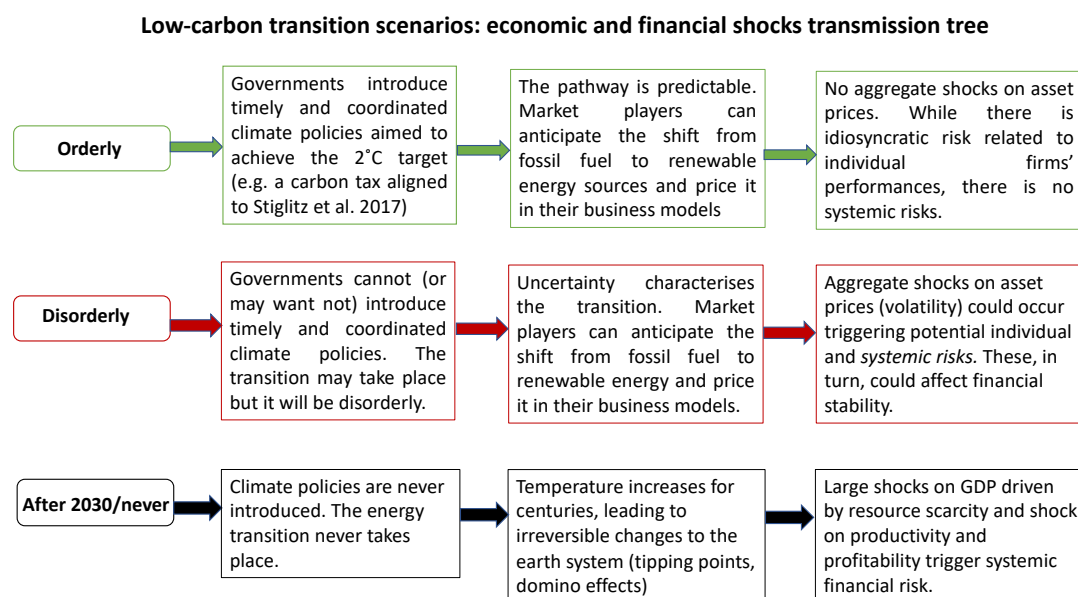 Low-carbon transition scenarios: economic and financial shocks transmission tree
Orderly
Governments introduce
timely and coordinated
climate policies aimed to
achieve the 2˚C target
(e.g. a carbon tax aligned
to Stiglitz et al. 2017)
The pathway is predictable.
Market players can
anticipate the shift from
fossil fuel to renewable
energy sources and price it
in their business models
No aggregate shocks on asset
prices. While there is
idiosyncratic risk related to
individual firms’
performances, there is no
systemic risks.
Disorderly
Governments cannot (or
may want not) introduce
timely and coordinated
climate policies. The
transition may take place
but it will be disorderly.
Uncertainty characterises
the transition. Market
players can anticipate the
shift from fossil fuel to
renewable energy and price
it in their business models.
Aggregate shocks on asset
prices (volatility) could occur
triggering potential individual
and systemic risks. These, in
turn, could affect financial
stability.
After 2030/never
Climate policies are never
introduced. The energy
transition never takes
place.
Temperature increases for
centuries, leading to
irreversible changes to the
earth system (tipping points,
domino effects)
Large shocks on GDP driven
by resource scarcity and shock
on productivity and
profitability trigger systemic
financial risk.